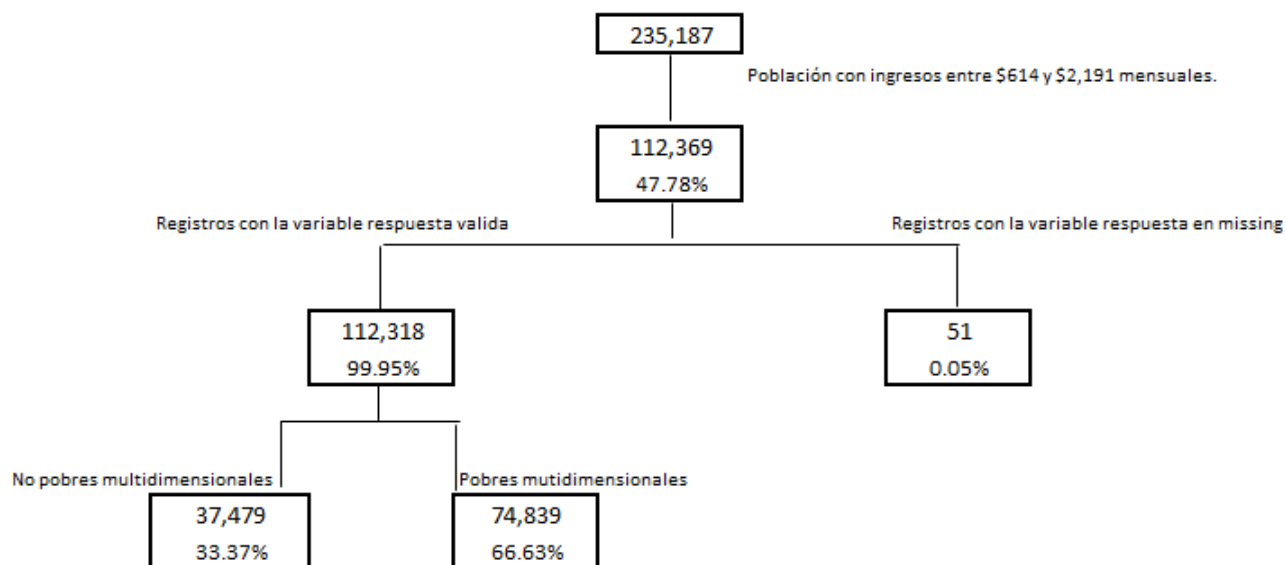 235,187
Población con ingresos entre $614 y $2,191 mensuales.
112,369
47.78%
Registros con la variable respuesta valida
Registros con la variable respuesta en missing
112,318
99.95%
51
0.05%
No pobres multidimensionales
Pobres mutidimensionales
37,479
33.37%
74,839
66.63%